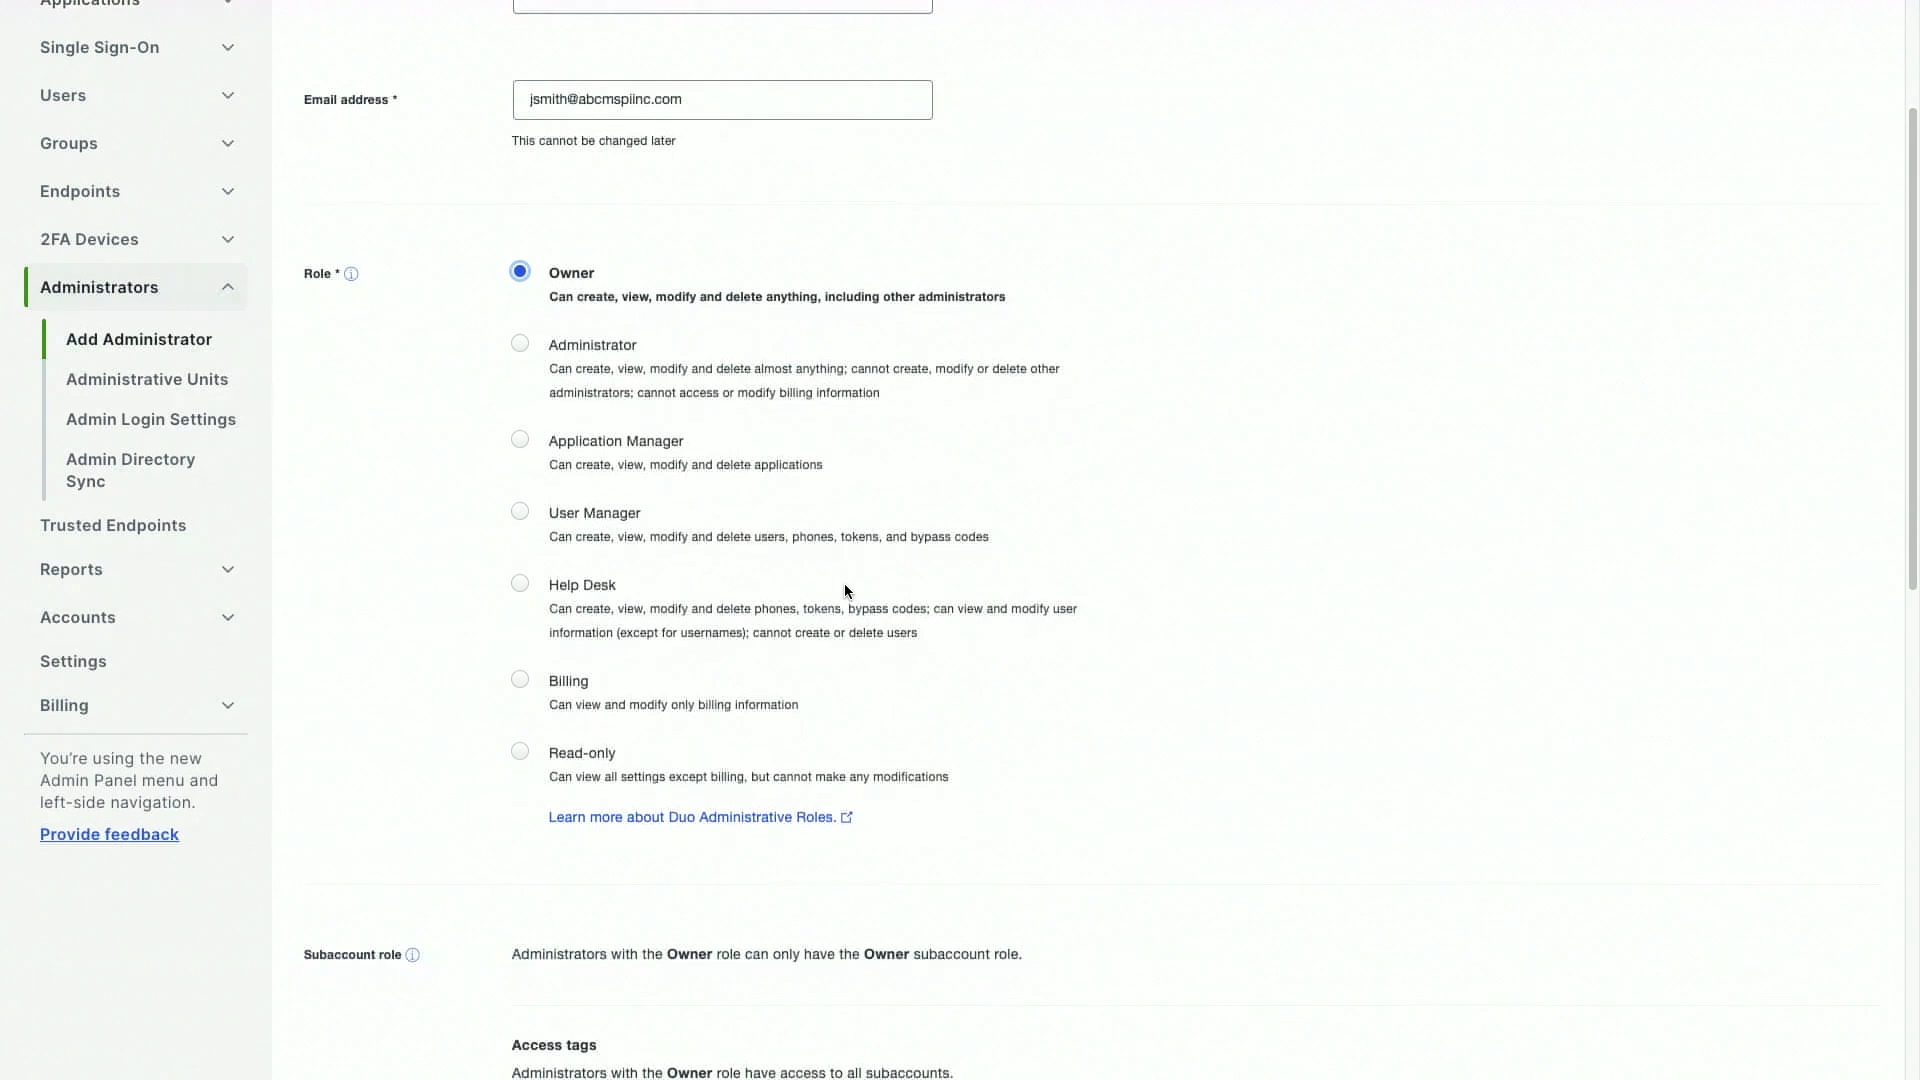 Applications
Single Sign-On
Users
Groups
Endpoints
2FA Devices
Administrators
Add Administrator
Administrative Units
Admin Login Settings
Admin Directory
Sync
Trusted Endpoints
Reports
Accounts
Settings
Billing
You're using the new
Admin Panel menu and
left-side navigation.
Provide feedback
Email address *
jsmith@abcmspiinc.com
This cannot be changed later
Role *
Owner
Can create, view, modify and delete anything, including other administrators
Administrator
Can create, view, modify and delete almost anything; cannot create, modify or delete other
administrators; cannot access or modify billing information
Application Manager
Can create, view, modify and delete applications
User Manager
Can create, view, modify and delete users, phones, tokens, and bypass codes
Help Desk
Can create, view, modify and delete phones, tokens, bypass codes; can view and modify user
information (except for usernames); cannot create or delete users
Billing
Can view and modify only billing information
Read-only
Can view all settings except billing, but cannot make any modifications
Learn more about Duo Administrative Roles.
Subaccount role
Administrators with the Owner role can only have the Owner subaccount role.
Access tags
Administrators with the Owner role have access to all subaccounts.